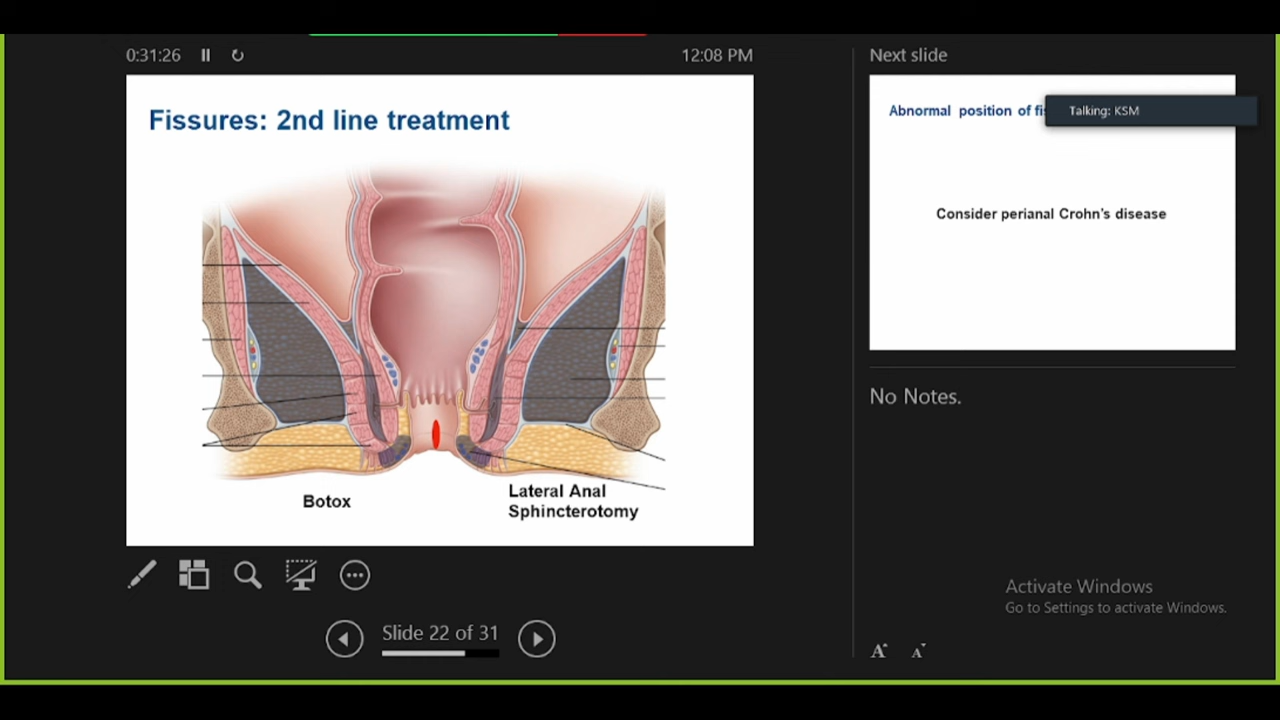 0:31:26
12:08 PM
Fissures: 2nd line treatment
Botox
Lateral Anal
Sphincterotomy
Slide 22 of 31
Next slide
Abnormal position of
Talking: KSM
Consider perianal Crohn's disease
No Notes.
Activate Windows
Go to Settings to activate Windows.
A A